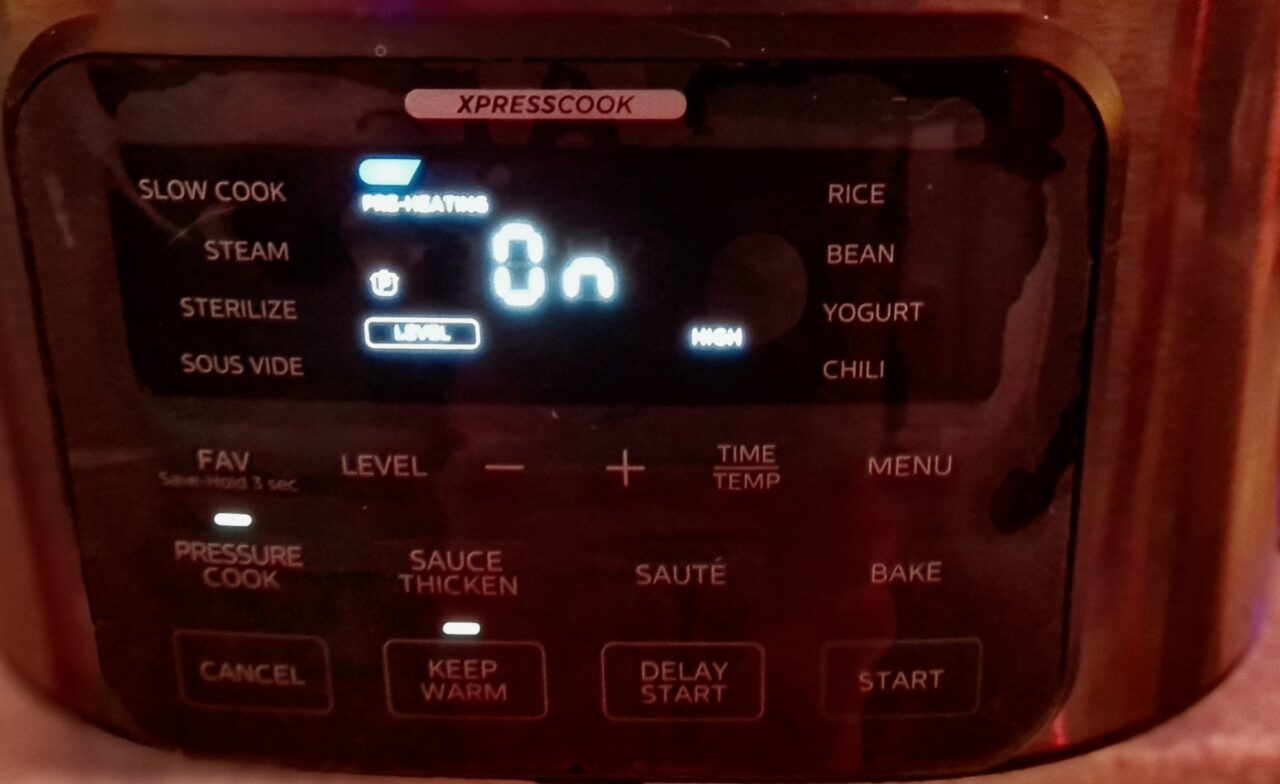 XPRESSCOOK
SLOW COOK
STEAM
STERILIZE
SOUS VIDE
PRE-HEATING
On
P
LEVEL
HIGH
RICE
BEAN
YOGURT
CHILI
FAV
Save-Hold 3 sec
LEVEL
—
+
TIME
TEMP
MENU
PRESSURE
COOK
SAUCE
THICKEN
SAUTÉ
BAKE
CANCEL
KEEP
WARM
DELAY
START
START